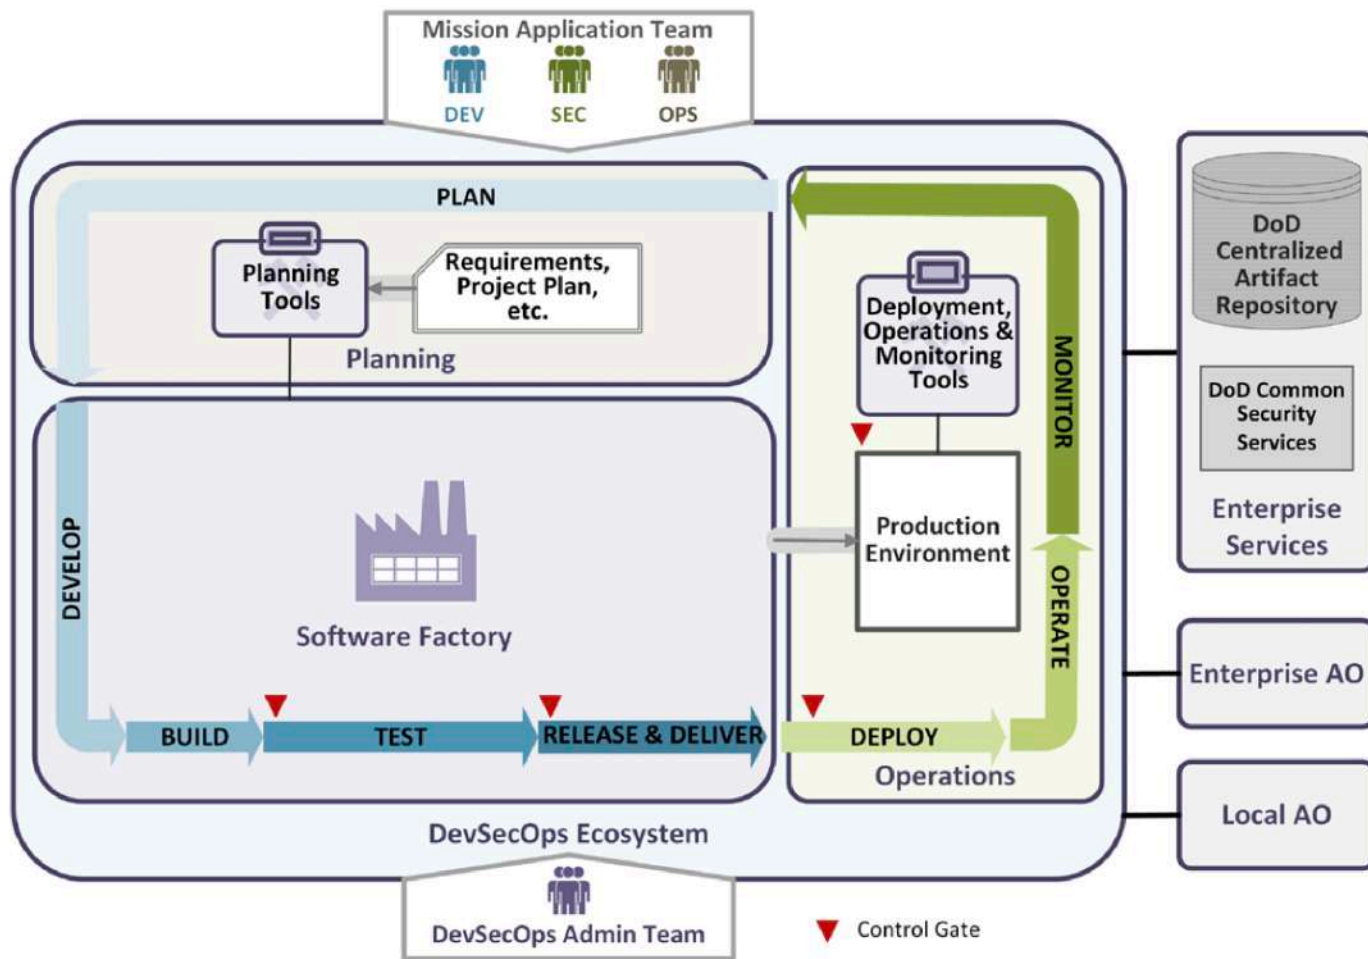 Mission Application Team
DEV
SEC
OPS
PLAN
Planning
Tools
Requirements,
Project Plan,
etc.
Planning
DEVELOP
Software Factory
BUILD
TEST
RELEASE & DELIVER
Deployment,
Operations &
Monitoring
Tools
Production
Environment
MONITOR
OPERATE
DEPLOY
Operations
DevSecOps Ecosystem
DevSecOps Admin Team
Control Gate
DoD
Centralized
Artifact
Repository
DoD Common
Security
Services
Enterprise
Services
Enterprise AO
Local AO